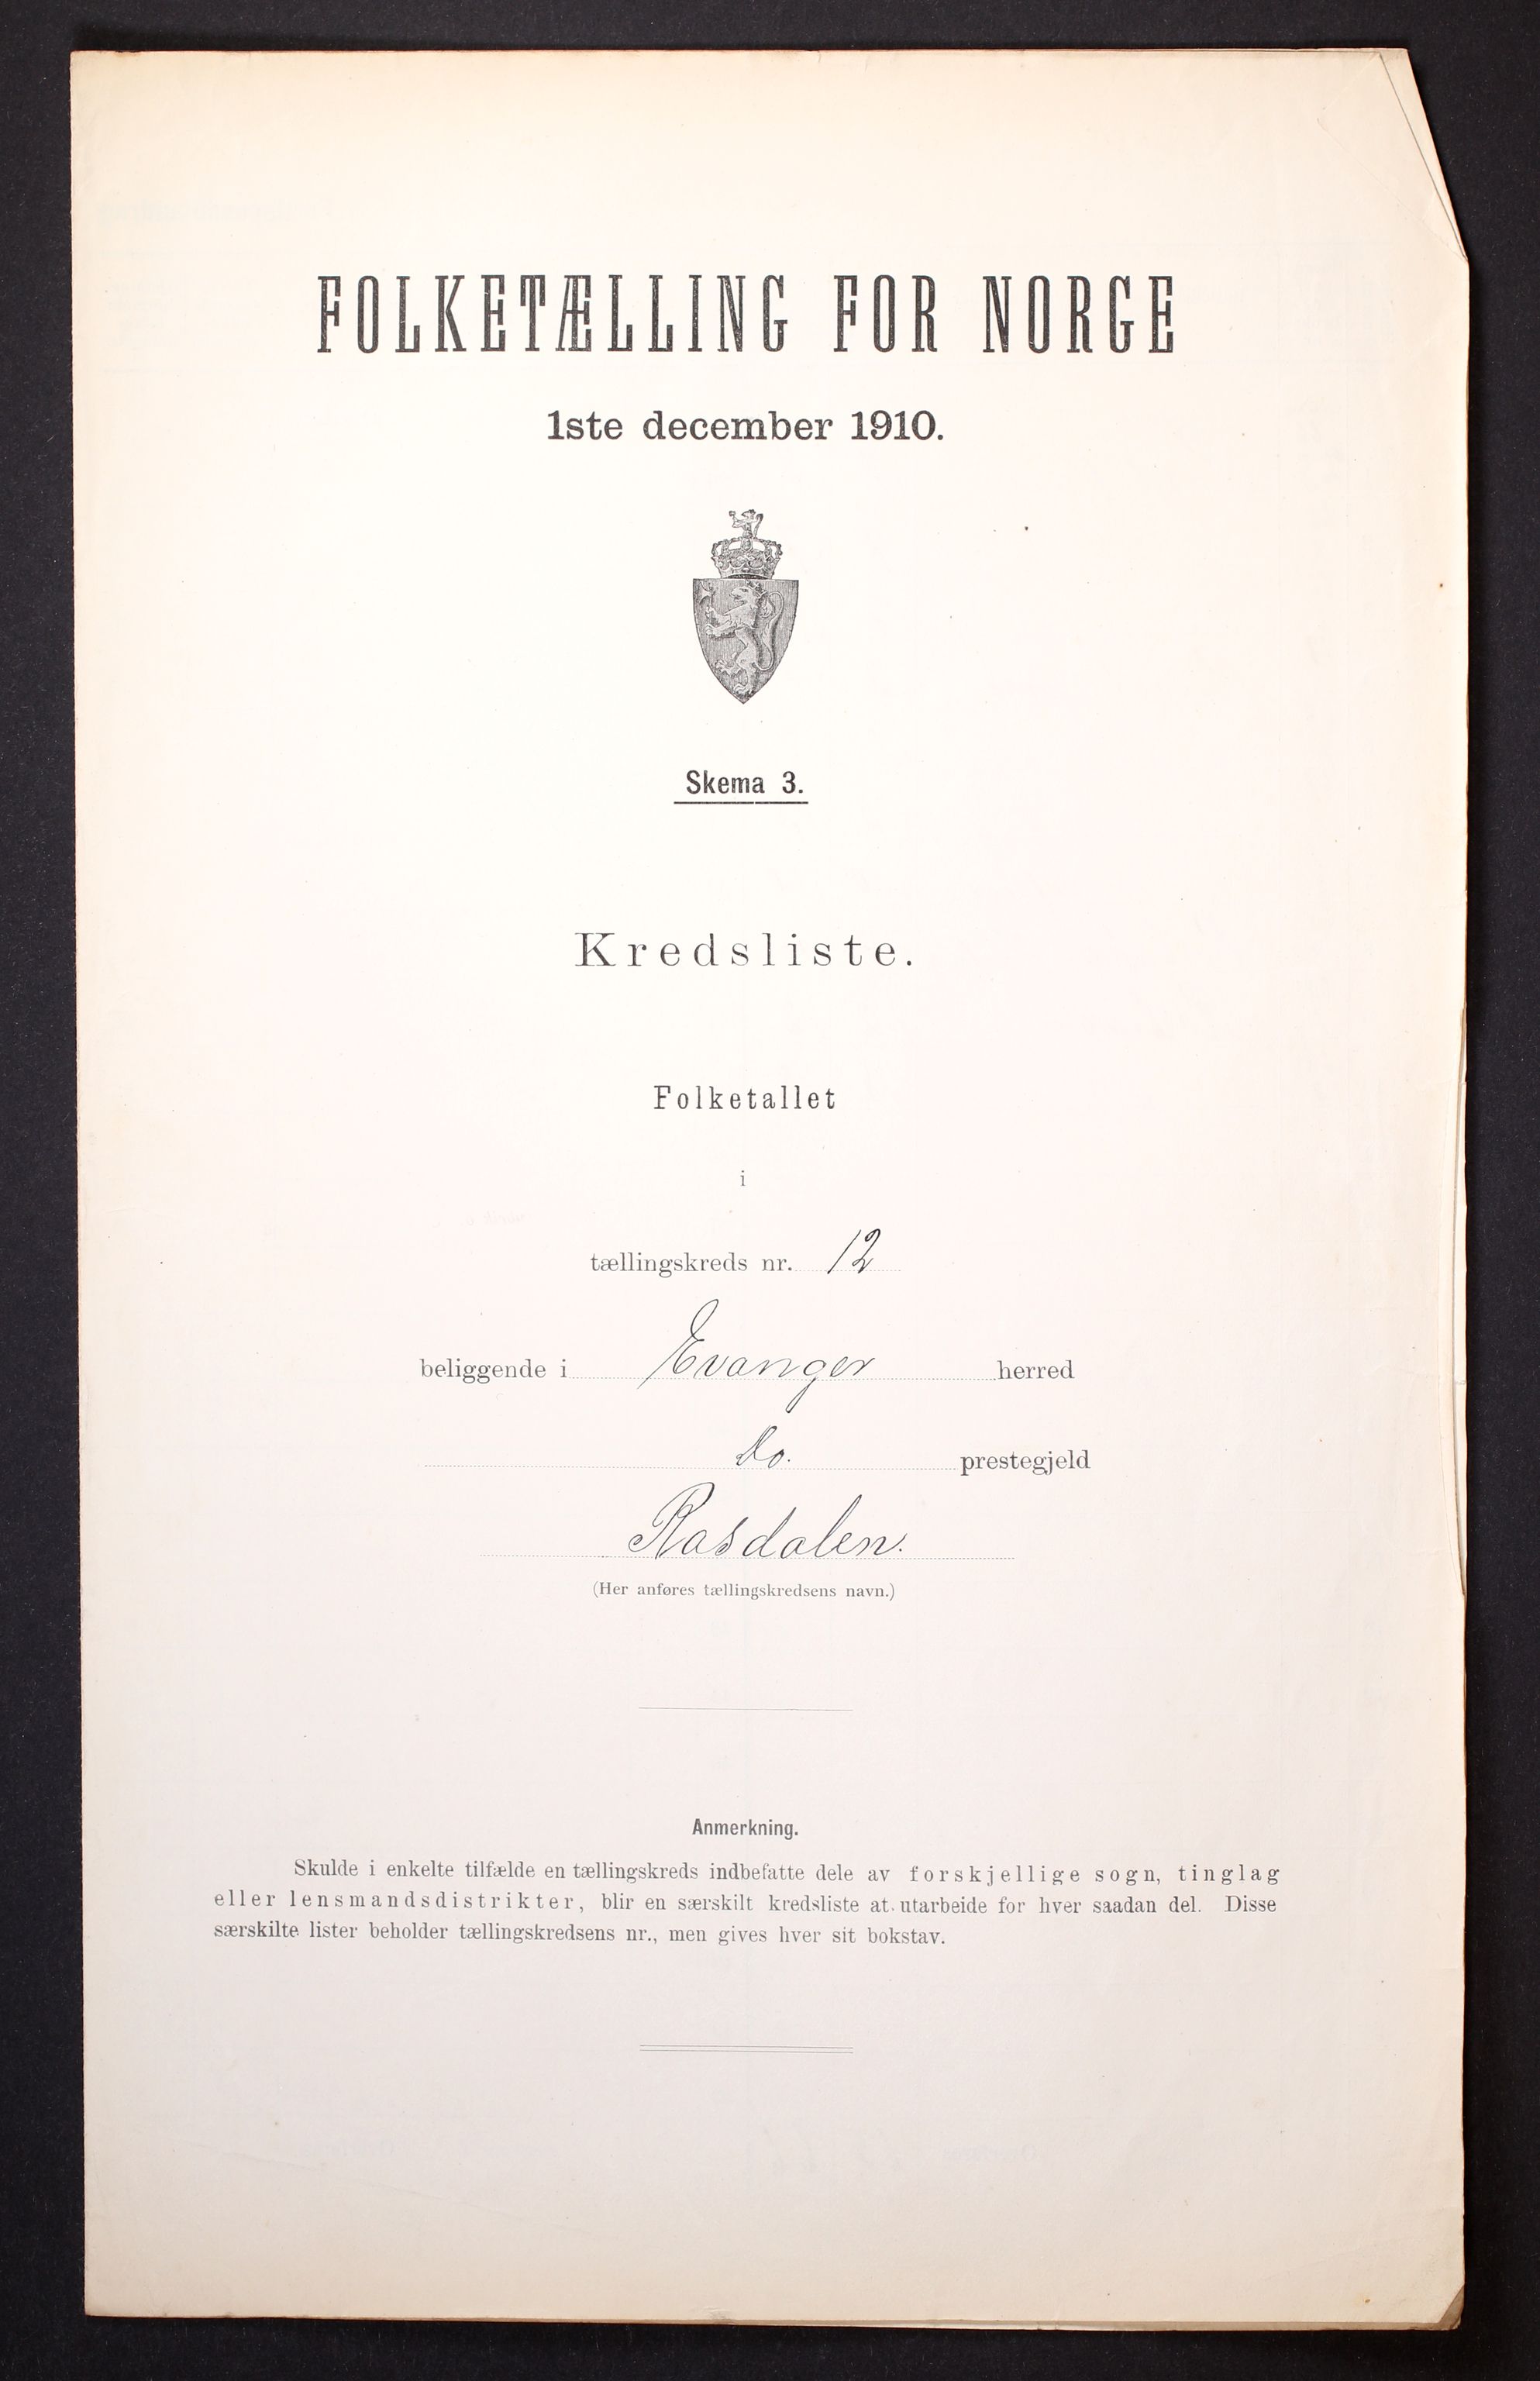 FOLKETÆLLING FOR NORGE
1ste december 1910.
Skema 3.
Kredsliste.
Folketallet
i
tællingskreds nr. 12
beliggende i Evanger herred
Do. prestegjeld
Rasdalen.
(Her anføres tællingskredsens navn.)
Anmerkning.
Skulde i enkelte tilfælde en tællingskreds indbefatte dele av forskjellige sogn, tinglag
eller lensmandsdistrikter, blir en særskilt kredsliste at utarbeide for hver saadan del. Disse
særskilte lister beholder tællingskredsens nr., men gives hver sit bokstav.